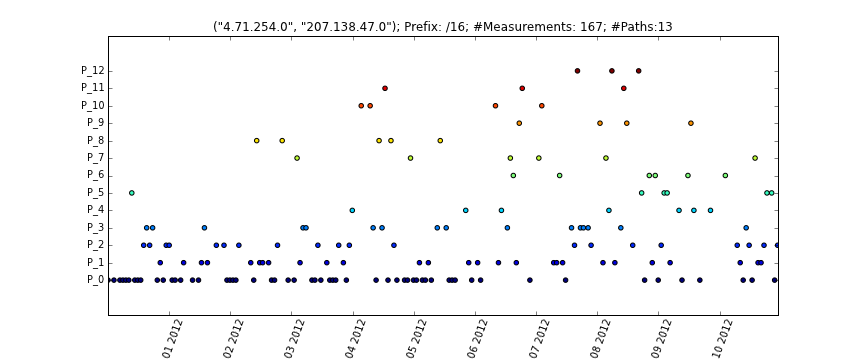 ("4.71.254.0", "207.138.47.0"); Prefix: /16; #Measurements: 167; #Paths:13
P_12
P_11
P_10
P_9
P_8
P_7
P_6
P_5
P_4
P_3
P_2
P_1
P_0
01 2012
02 2012
03 2012
04 2012
05 2012
06 2012
07 2012
08 2012
09 2012
10 2012